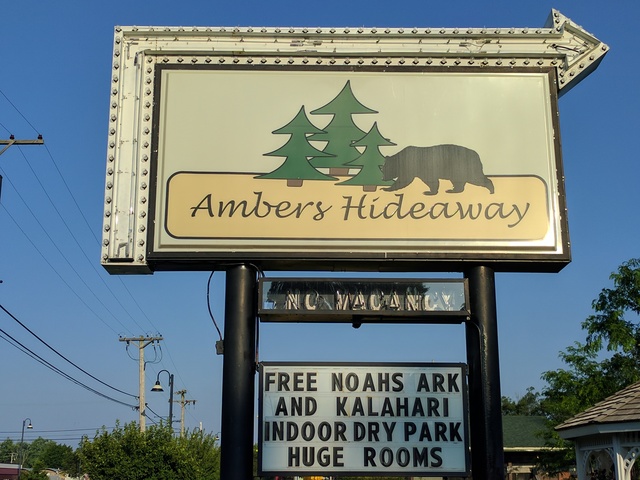 Ambers Hideaway
NO VACANCY
FREE NOAHS ARK
AND KALAHARI
INDOOR DRY PARK
HUGE ROOMS